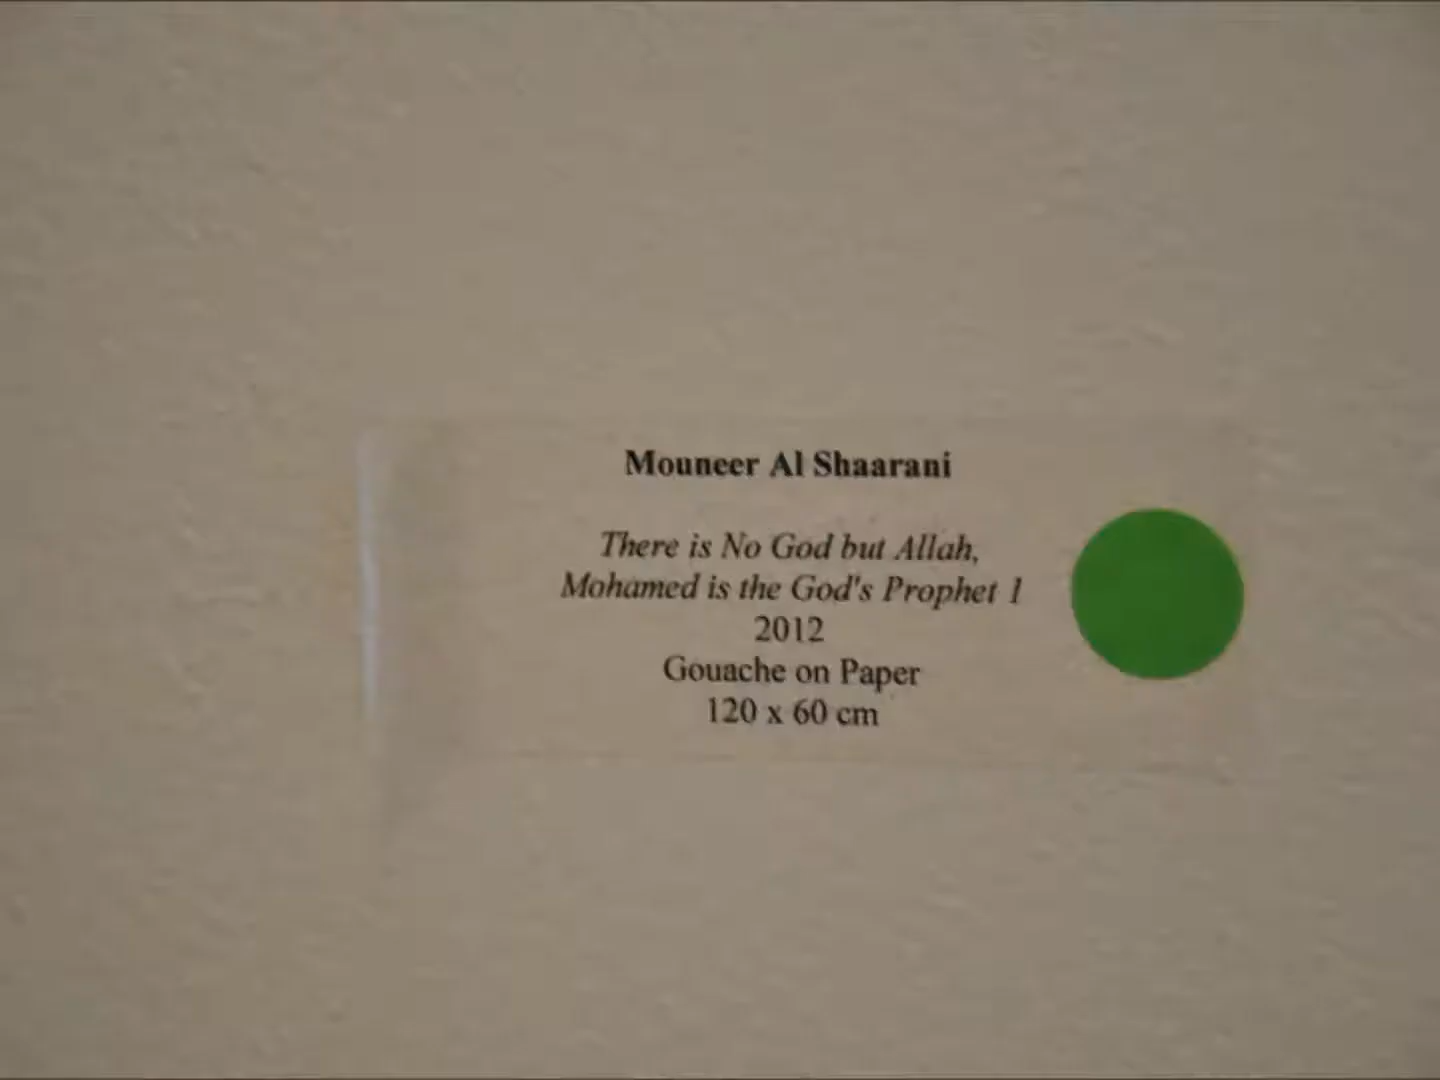 Mouneer Al Shaarani
There is No God but Allah,
Mohamed is the God's Prophet 1
2012
Gouache on Paper
120 x 60 cm